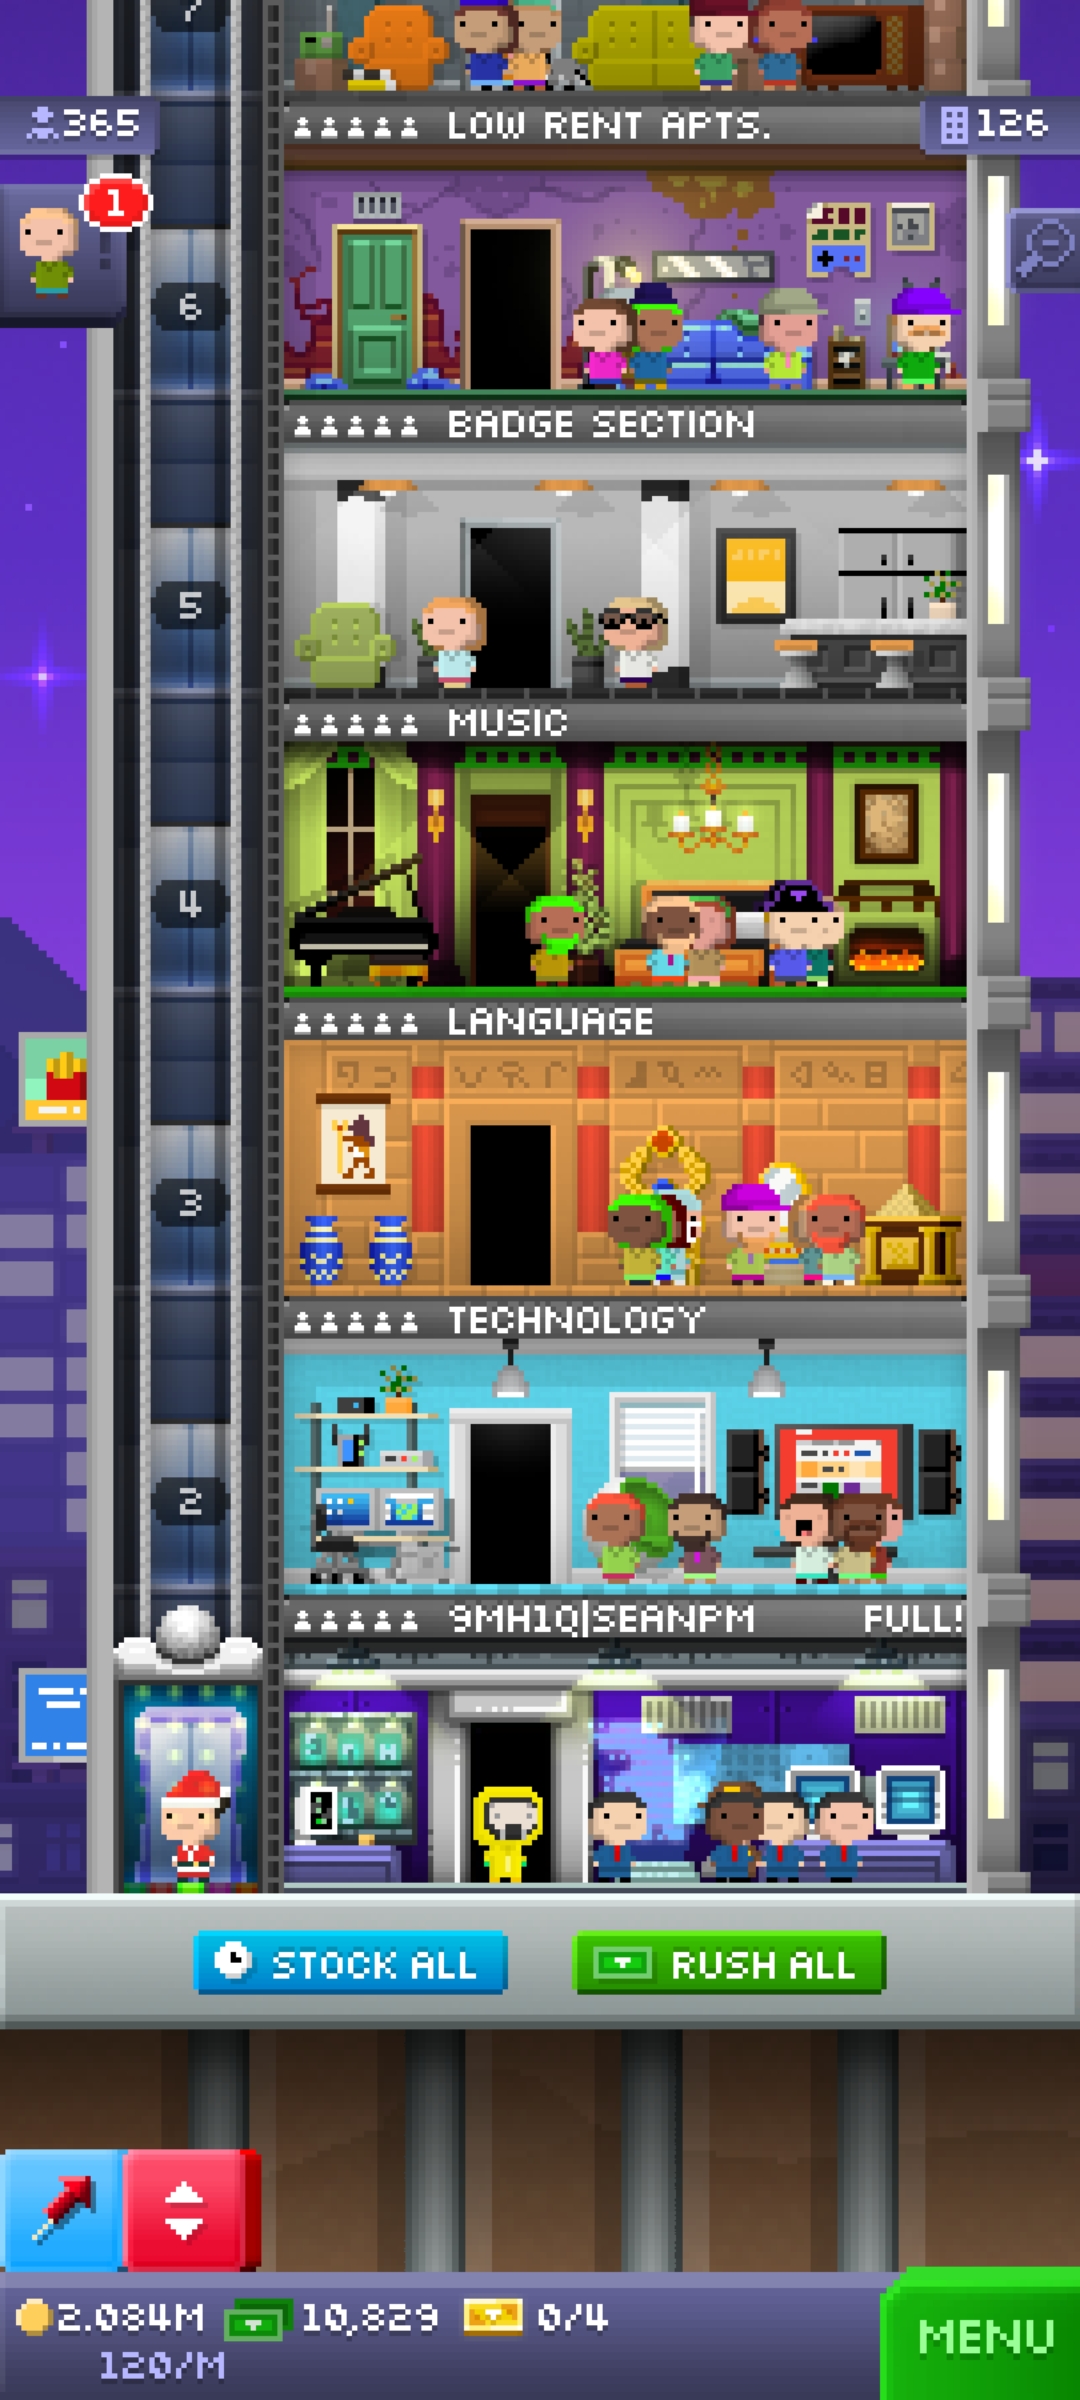 7
365
126
1
LOW RENT APTS.
6
BADGE SECTION
5
MUSIC
4
LANGUAGE
3
TECHNOLOGY
2
9MH1Q|SEANPM FULL!
STOCK ALL
RUSH ALL
2.084M 10,829 0/4
120/M
MENU